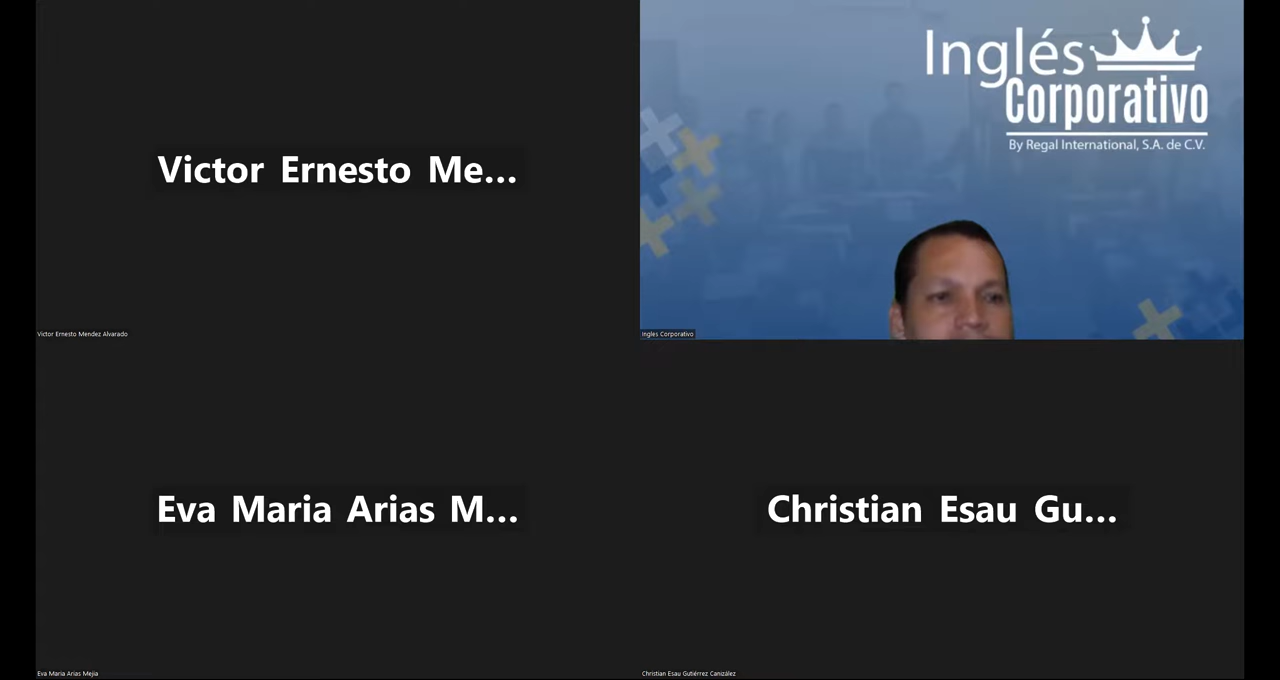 Victor Ernesto Me...
Victor Ernesto Mendez Alvarado
Inglés
Corporativo
By Regal International, S.A. de C.V.
Ingles Corporativo
Eva Maria Arias M...
Eva Maria Arias Mejia
Christian Esau Gu...
Christian Esau Gutiérrez Canizález